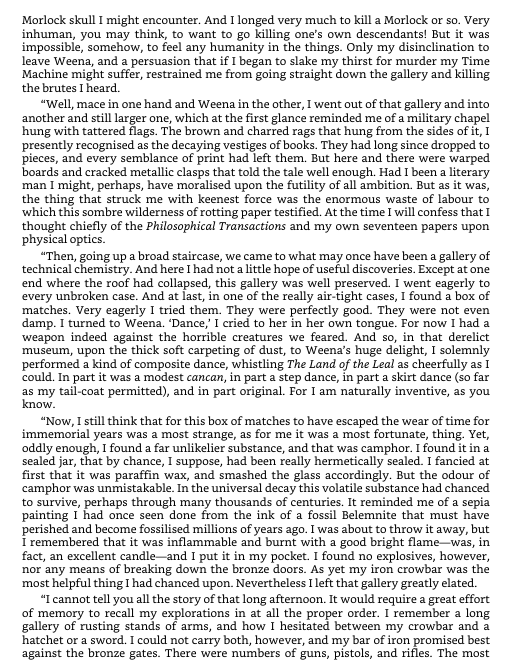 Morlock skull I might encounter. And I longed very much to kill a Morlock or so. Very
inhuman, you may think, to want to go killing one’s own descendants! But it was
impossible, somehow, to feel any humanity in the things. Only my disinclination to
leave Weena, and a persuasion that if I began to slake my thirst for murder my Time
Machine might suffer, restrained me from going straight down the gallery and killing
the brutes I heard.
“Well, mace in one hand and Weena in the other, I went out of that gallery and into
another and still larger one, which at the first glance reminded me of a military chapel
hung with tattered flags. The brown and charred rags that hung from the sides of it, I
presently recognised as the decaying vestiges of books. They had long since dropped to
pieces, and every semblance of print had left them. But here and there were warped
boards and cracked metallic clasps that told the tale well enough. Had I been a literary
man I might, perhaps, have moralised upon the futility of all ambition. But as it was,
the thing that struck me with keenest force was the enormous waste of labour to
which this sombre wilderness of rotting paper testified. At the time I will confess that I
thought chiefly of the Philosophical Transactions and my own seventeen papers upon
physical optics.
“Then, going up a broad staircase, we came to what may once have been a gallery of
technical chemistry. And here I had not a little hope of useful discoveries. Except at one
end where the roof had collapsed, this gallery was well preserved. I went eagerly to
every unbroken case. And at last, in one of the really air-tight cases, I found a box of
matches. Very eagerly I tried them. They were perfectly good. They were not even
damp. I turned to Weena. ‘Dance,’ I cried to her in her own tongue. For now I had a
weapon indeed against the horrible creatures we feared. And so, in that derelict
museum, upon the thick soft carpeting of dust, to Weena’s huge delight, I solemnly
performed a kind of composite dance, whistling The Land of the Leal as cheerfully as I
could. In part it was a modest cancan, in part a step dance, in part a skirt dance (so far
as my tail-coat permitted), and in part original. For I am naturally inventive, as you
know.
“Now, I still think that for this box of matches to have escaped the wear of time for
immemorial years was a most strange, as for me it was a most fortunate, thing. Yet,
oddly enough, I found a far unlikelier substance, and that was camphor. I found it in a
sealed jar, that by chance, I suppose, had been really hermetically sealed. I fancied at
first that it was paraffin wax, and smashed the glass accordingly. But the odour of
camphor was unmistakable. In the universal decay this volatile substance had chanced
to survive, perhaps through many thousands of centuries. It reminded me of a sepia
painting I had once seen done from the ink of a fossil Belemnite that must have
perished and become fossilised millions of years ago. I was about to throw it away, but
I remembered that it was inflammable and burnt with a good bright flame—was, in
fact, an excellent candle—and I put it in my pocket. I found no explosives, however,
nor any means of breaking down the bronze doors. As yet my iron crowbar was the
most helpful thing I had chanced upon. Nevertheless I left that gallery greatly elated.
“I cannot tell you all the story of that long afternoon. It would require a great effort
of memory to recall my explorations in at all the proper order. I remember a long
gallery of rusting stands of arms, and how I hesitated between my crowbar and a
hatchet or a sword. I could not carry both, however, and my bar of iron promised best
against the bronze gates. There were numbers of guns, pistols, and rifles. The most